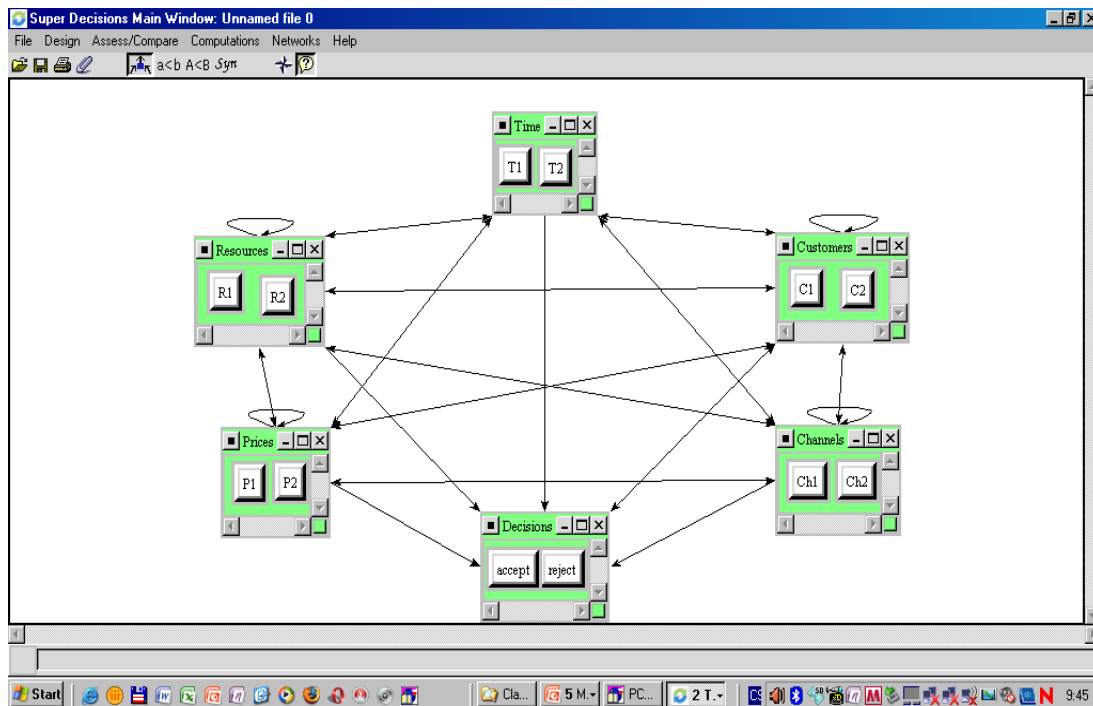 Super Decisions Main Window: Unnamed file 0
File Design Assess/Compare Computations Networks Help
a<b A<B Syn
Time
T1 T2
Resources
R1 R2
Customers
C1 C2
Prices
P1 P2
Channels
Ch1 Ch2
Decisions
accept reject
Start
Cla...
5 M.
PC...
2 T.
9:45